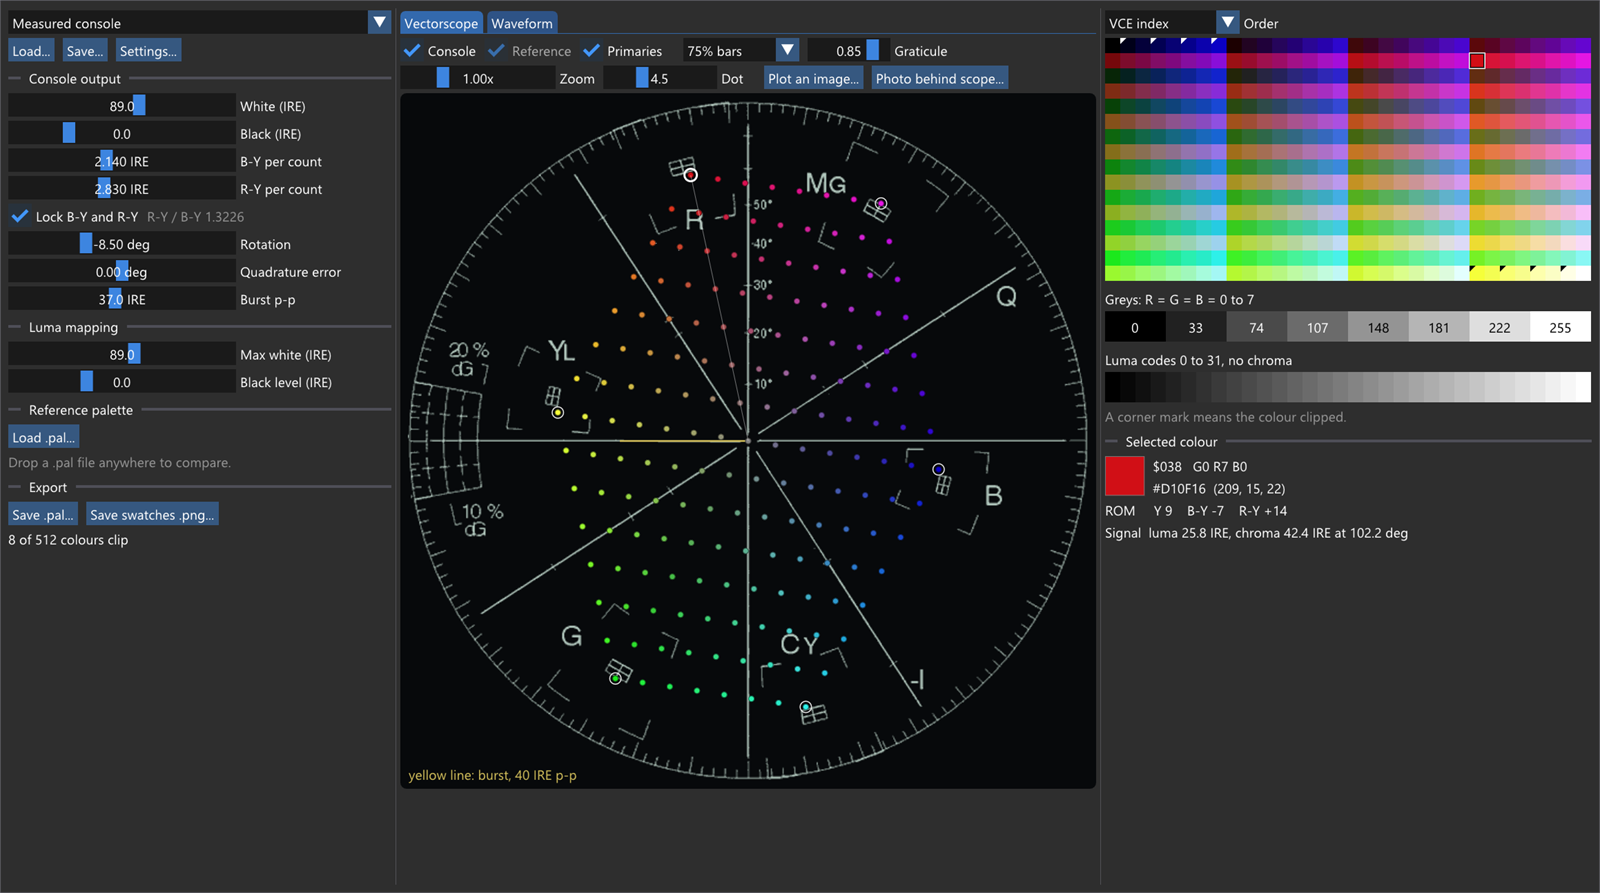 Measured console
Load... Save... Settings...
Console output
89.0 White (IRE)
0.0 Black (IRE)
2.140 IRE B-Y per count
2.830 IRE R-Y per count
Lock B-Y and R-Y R-Y / B-Y 1.3226
-8.50 deg Rotation
0.00 deg Quadrature error
37.0 IRE Burst p-p
Luma mapping
89.0 Max white (IRE)
0.0 Black level (IRE)
Reference palette
Load .pal...
Drop a .pal file anywhere to compare.
Export
Save .pal... Save swatches .png...
8 of 512 colours clip
Vectorscope Waveform
Console Reference Primaries 75% bars 0.85 Graticule
1.00x Zoom 4.5 Dot Plot an image... Photo behind scope...
MG
R
50°
40°
30°
Q
20°
YL
20 %
dG
10°
B
10 %
dG
G
CY
-I
yellow line: burst, 40 IRE p-p
VCE index Order
Greys: R = G = B = 0 to 7
0 33 74 107 148 181 222 255
Luma codes 0 to 31, no chroma
A corner mark means the colour clipped.
Selected colour
$038 G0 R7 B0
#D10F16 (209, 15, 22)
ROM Y 9 B-Y -7 R-Y +14
Signal luma 25.8 IRE, chroma 42.4 IRE at 102.2 deg